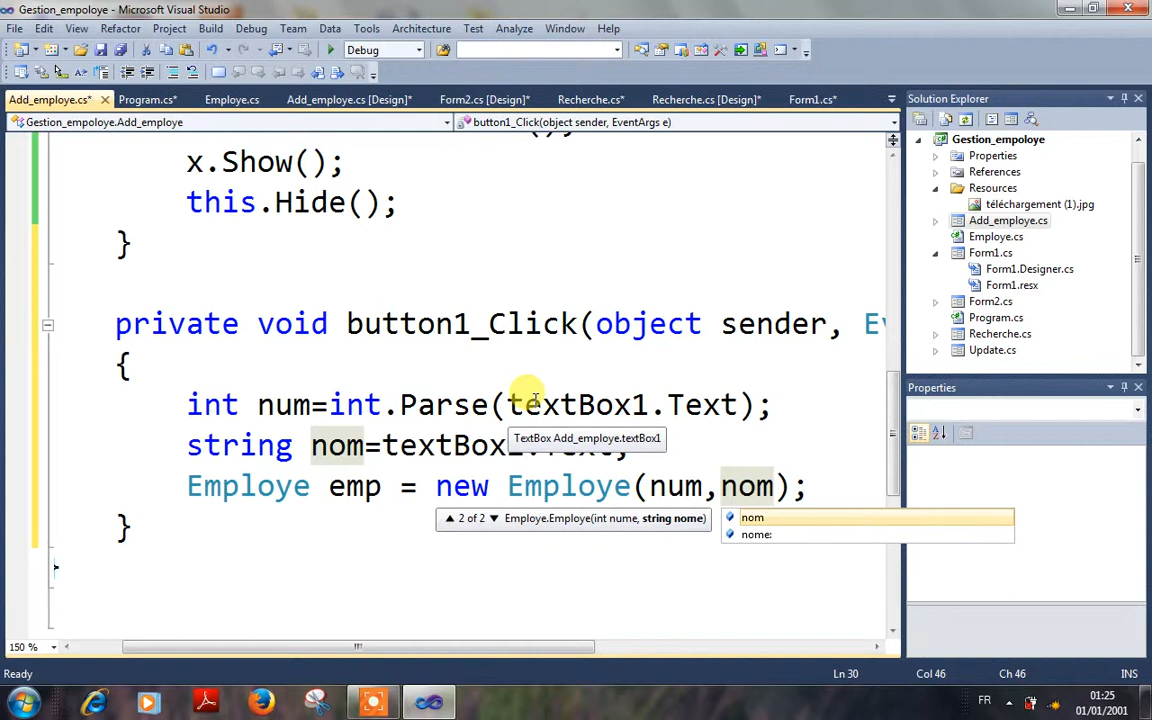 Gestion_empoloye - Microsoft Visual Studio
File Edit View Refactor Project Build Debug Team Data Tools Architecture Test Analyze Window Help
Debug
Add_employe.cs* Program.cs* Employe.cs Add_employe.cs [Design]* Form2.cs [Design]* Recherche.cs* Recherche.cs [Design]* Form1.cs*
Gestion_empoloye.Add_employe button1_Click(object sender, EventArgs e)
x.Show();
this.Hide();
}
private void button1_Click(object sender, Ev
{
int num=int.Parse(textBox1.Text);
TextBox Add_employe.textBox1
string nom=textBox
Employe emp = new Employe(num,nom);
2 of 2 Employe.Employe(int nume, string nome)
nom
nome:
}
}
150 %
Solution Explorer
Gestion_empoloye
Properties
References
Resources
téléchargement (1).jpg
Add_employe.cs
Employe.cs
Form1.cs
Form1.Designer.cs
Form1.resx
Form2.cs
Program.cs
Recherche.cs
Update.cs
Properties
Ready Ln 30 Col 46 Ch 46 INS
FR 01:25
01/01/2001